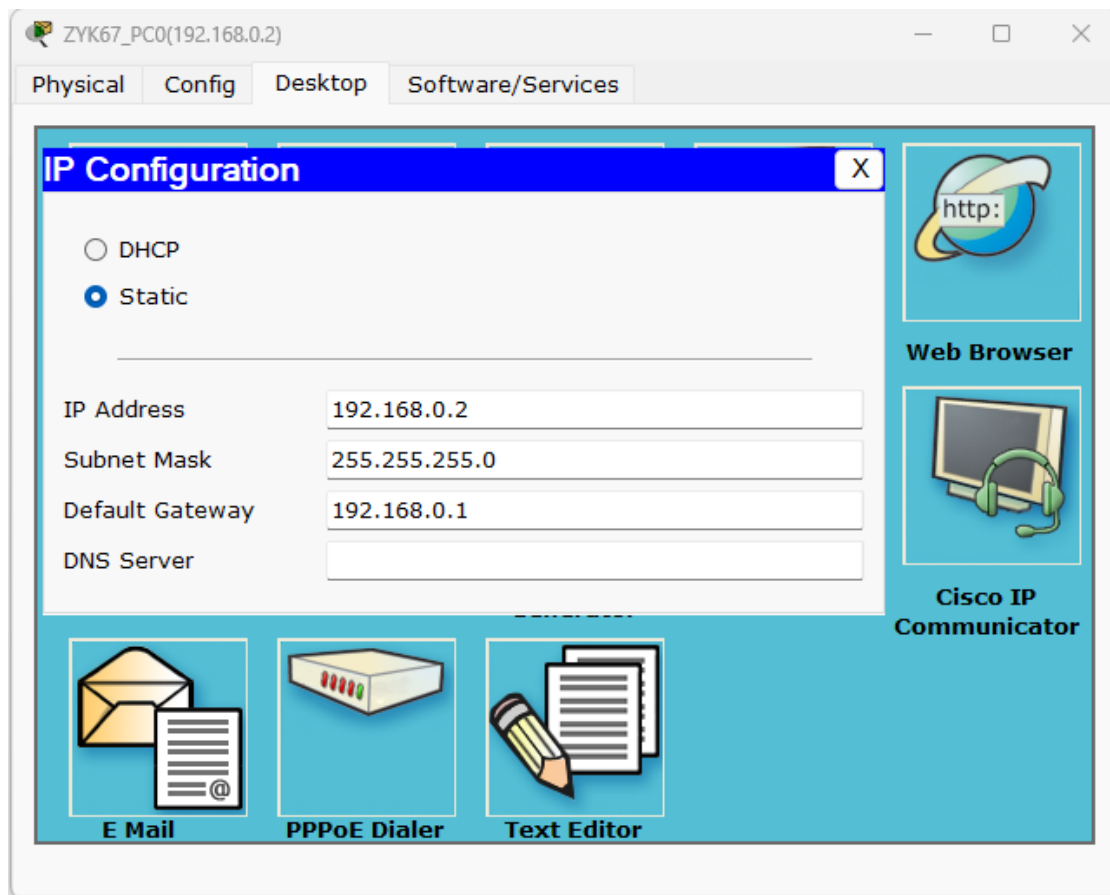 ZYK67_PC0(192.168.0.2)
Physical Config Desktop Software/Services
IP Configuration X
http:
DHCP
Static
Web Browser
IP Address 192.168.0.2
Subnet Mask 255.255.255.0
Default Gateway 192.168.0.1
DNS Server
Cisco IP
Communicator
@
E Mail PPPoE Dialer Text Editor